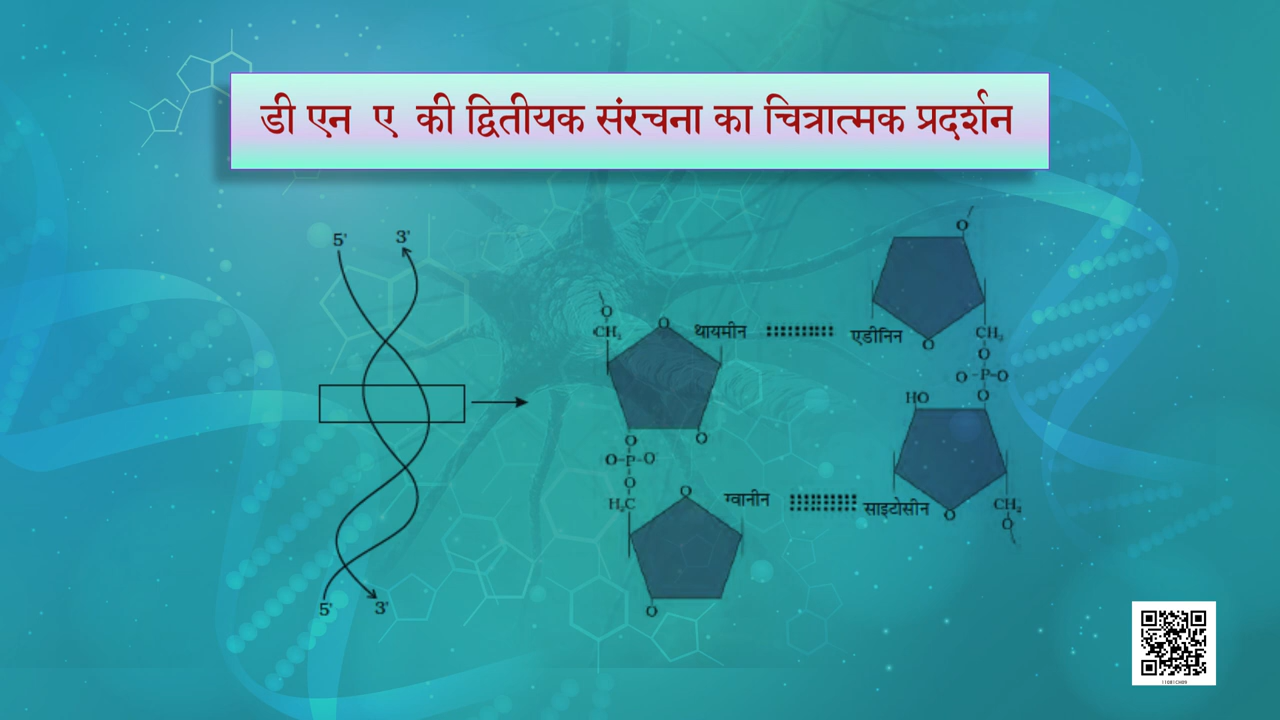 डी एन ए की द्वितीयक संरचना का चित्रात्मक प्रदर्शन
5' 3'
O
O
CH₂
O
थायमीन
एडीनिन
O
CH₂
O
O-P-O
O
HO
O
O
O-P-O
O
H₂C
O
ग्वानीन
साइटोसीन
O
CH₂
O
5' 3'
O